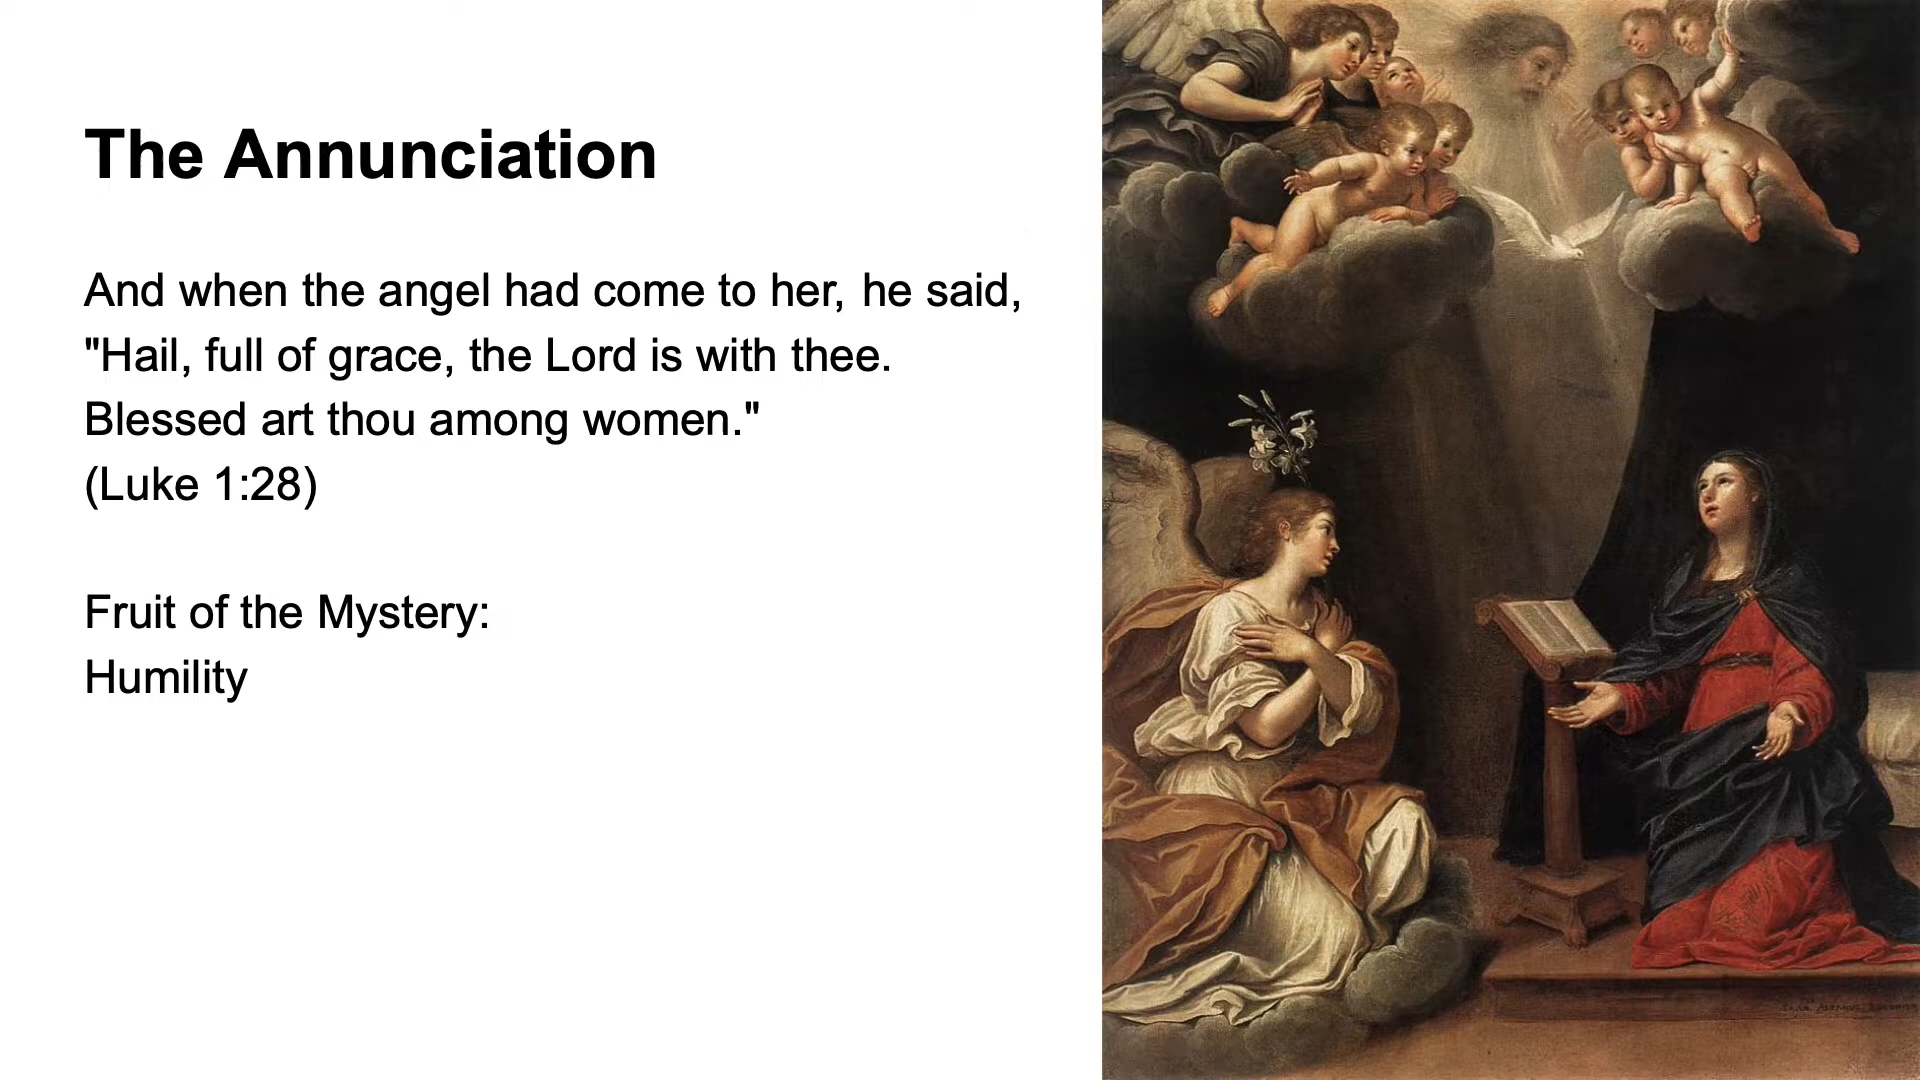 The Annunciation
And when the angel had come to her, he said,
"Hail, full of grace, the Lord is with thee.
Blessed art thou among women."
(Luke 1:28)
Fruit of the Mystery:
Humility